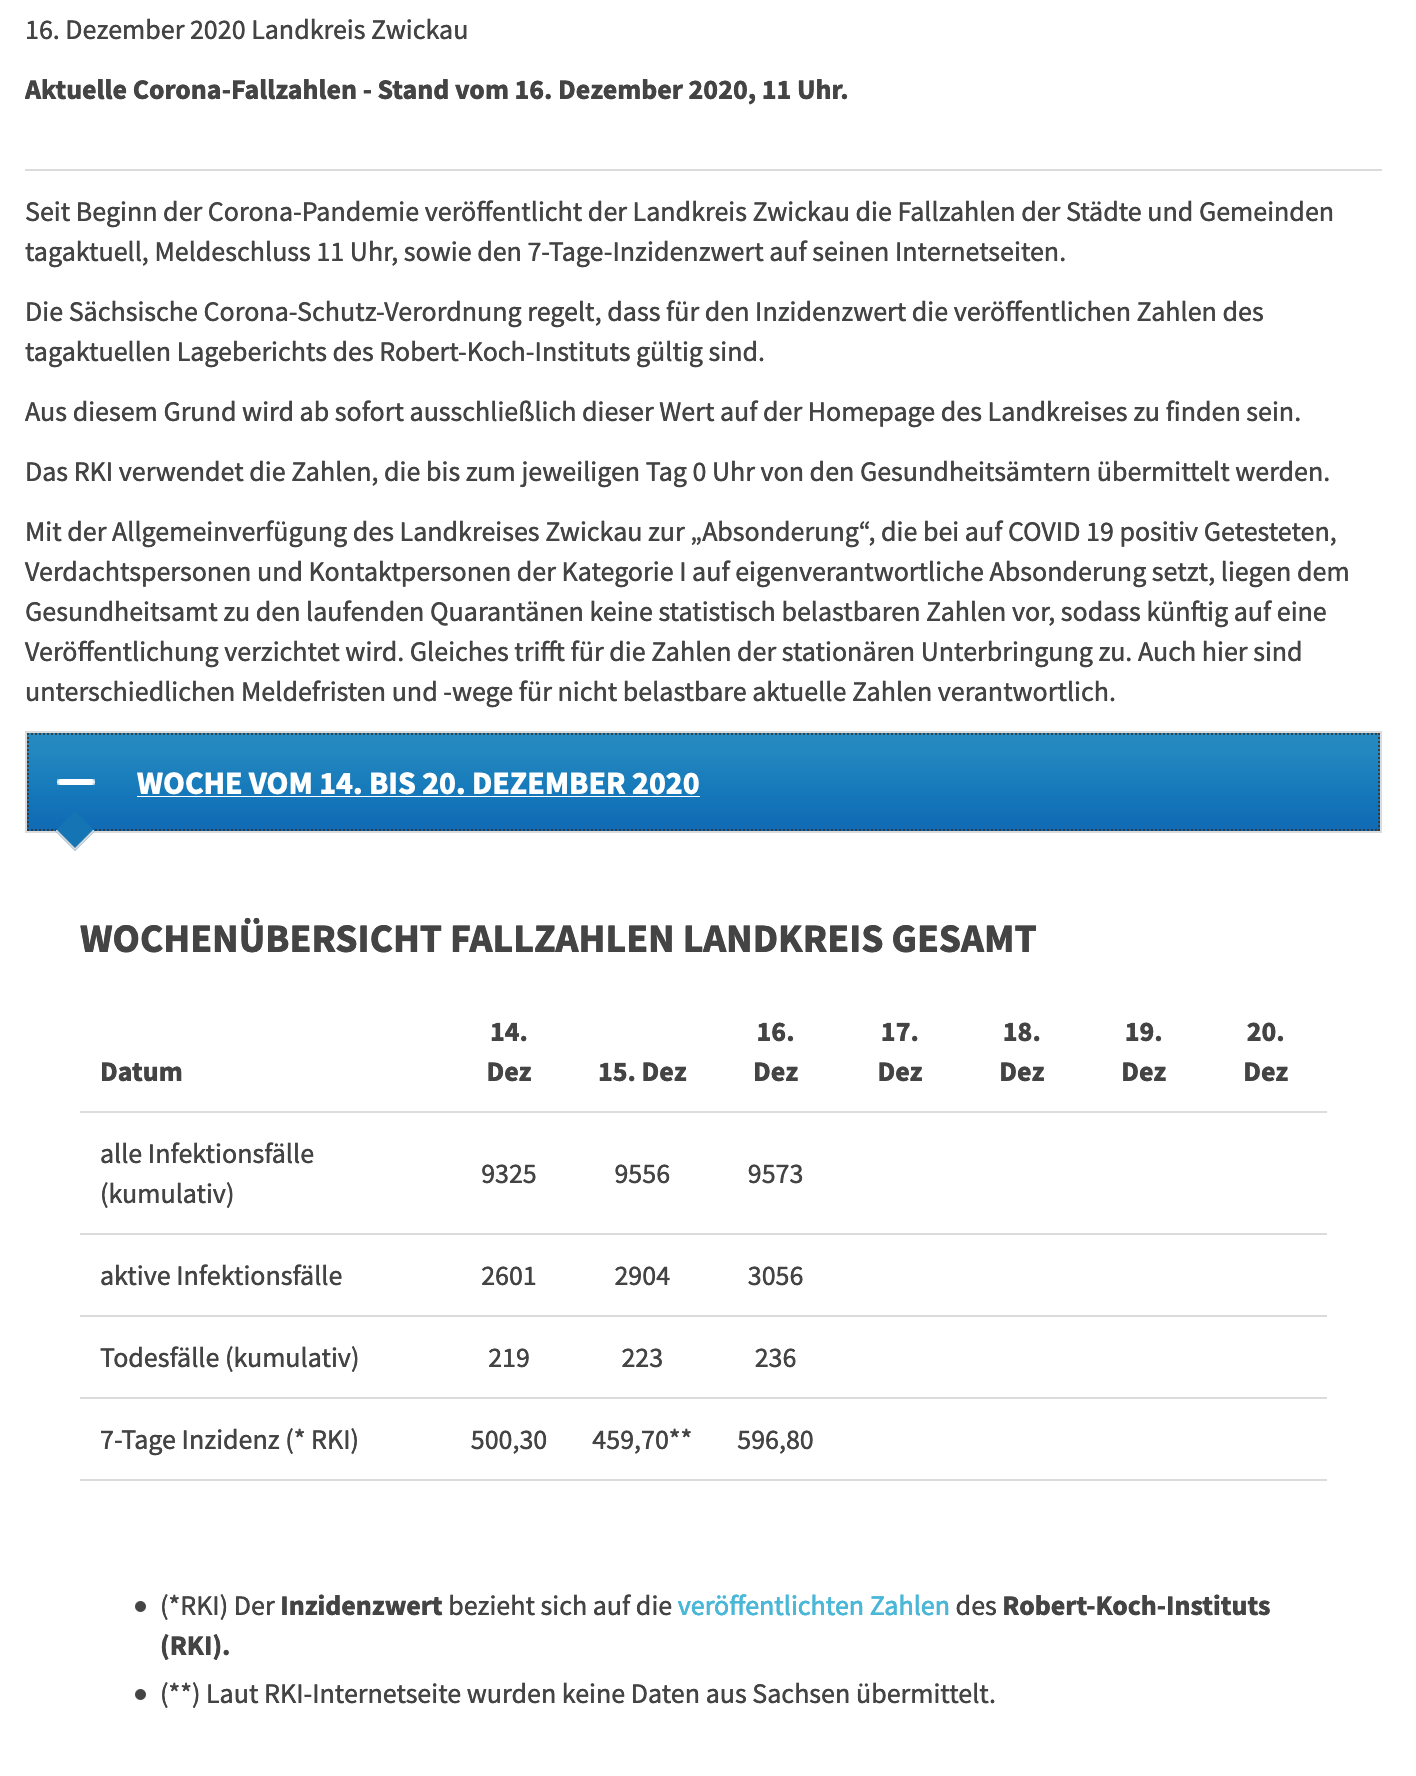 16. Dezember 2020 Landkreis Zwickau
Aktuelle Corona-Fallzahlen - Stand vom 16. Dezember 2020, 11 Uhr.
Seit Beginn der Corona-Pandemie veröffentlicht der Landkreis Zwickau die Fallzahlen der Städte und Gemeinden
tagaktuell, Meldeschluss 11 Uhr, sowie den 7-Tage-Inzidenzwert auf seinen Internetseiten.
Die Sächsische Corona-Schutz-Verordnung regelt, dass für den Inzidenzwert die veröffentlichen Zahlen des
tagaktuellen Lageberichts des Robert-Koch-Instituts gültig sind.
Aus diesem Grund wird ab sofort ausschließlich dieser Wert auf der Homepage des Landkreises zu finden sein.
Das RKI verwendet die Zahlen, die bis zum jeweiligen Tag 0 Uhr von den Gesundheitsämtern übermittelt werden.
Mit der Allgemeinverfügung des Landkreises Zwickau zur „Absonderung“, die bei auf COVID 19 positiv Getesteten,
Verdachtspersonen und Kontaktpersonen der Kategorie I auf eigenverantwortliche Absonderung setzt, liegen dem
Gesundheitsamt zu den laufenden Quarantänen keine statistisch belastbaren Zahlen vor, sodass künftig auf eine
Veröffentlichung verzichtet wird. Gleiches trifft für die Zahlen der stationären Unterbringung zu. Auch hier sind
unterschiedlichen Meldefristen und -wege für nicht belastbare aktuelle Zahlen verantwortlich.
WOCHE VOM 14. BIS 20. DEZEMBER 2020
WOCHENÜBERSICHT FALLZAHLEN LANDKREIS GESAMT
14. 16. 17. 18. 19. 20.
Datum Dez 15. Dez Dez Dez Dez Dez Dez
alle Infektionsfälle
(kumulativ) 9325 9556 9573
aktive Infektionsfälle 2601 2904 3056
Todesfälle (kumulativ) 219 223 236
7-Tage Inzidenz (* RKI) 500,30 459,70** 596,80
• (*RKI) Der Inzidenzwert bezieht sich auf die veröffentlichten Zahlen des Robert-Koch-Instituts
(RKI).
• (**) Laut RKI-Internetseite wurden keine Daten aus Sachsen übermittelt.